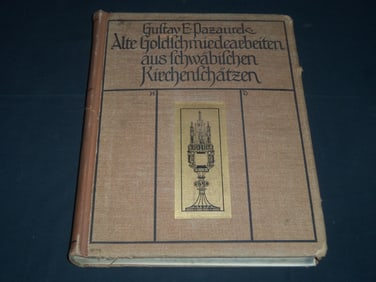 Gustav E. Pazaurek
Alte Goldschmiedearbeiten
aus schwäbischen
Kirchenschätzen